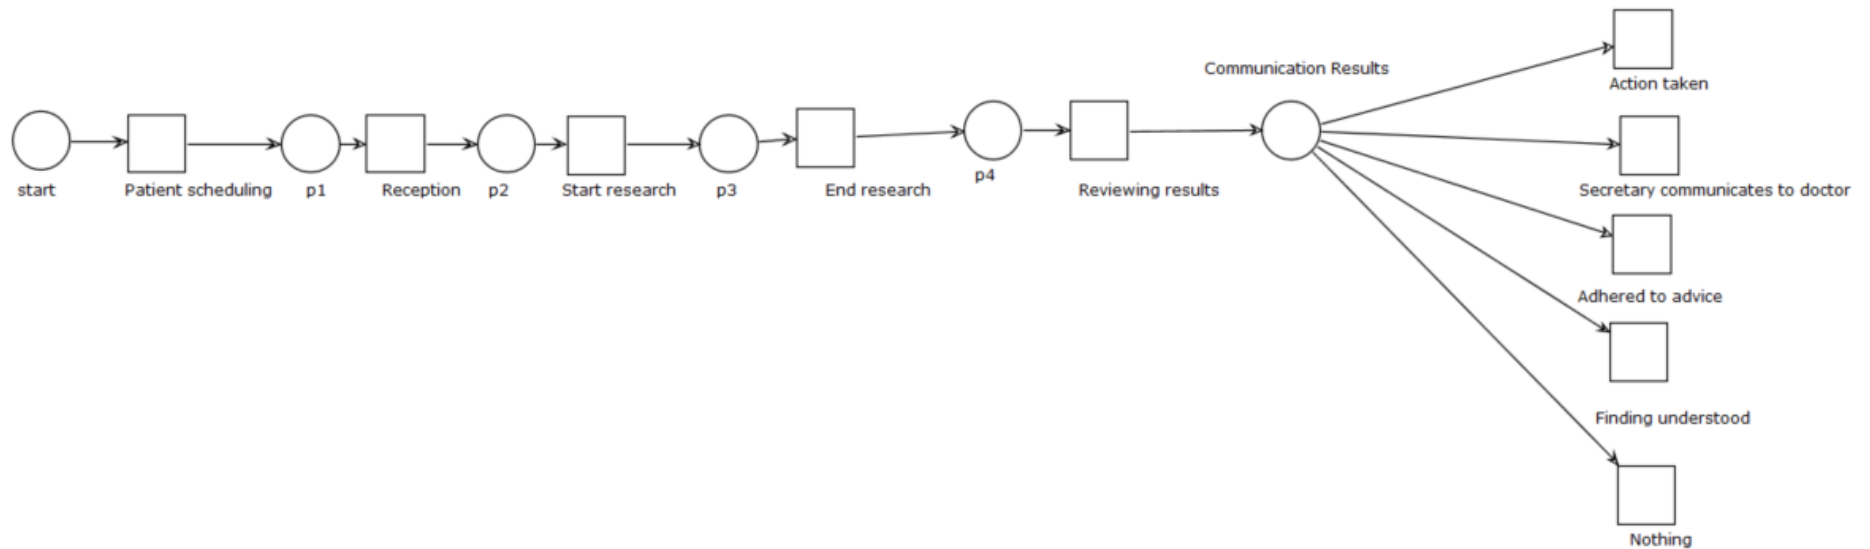 Communication Results
Action taken
start
Patient scheduling
p1
Reception
p2
Start research
p3
End research
p4
Reviewing results
Secretary communicates to doctor
Adhered to advice
Finding understood
Nothing